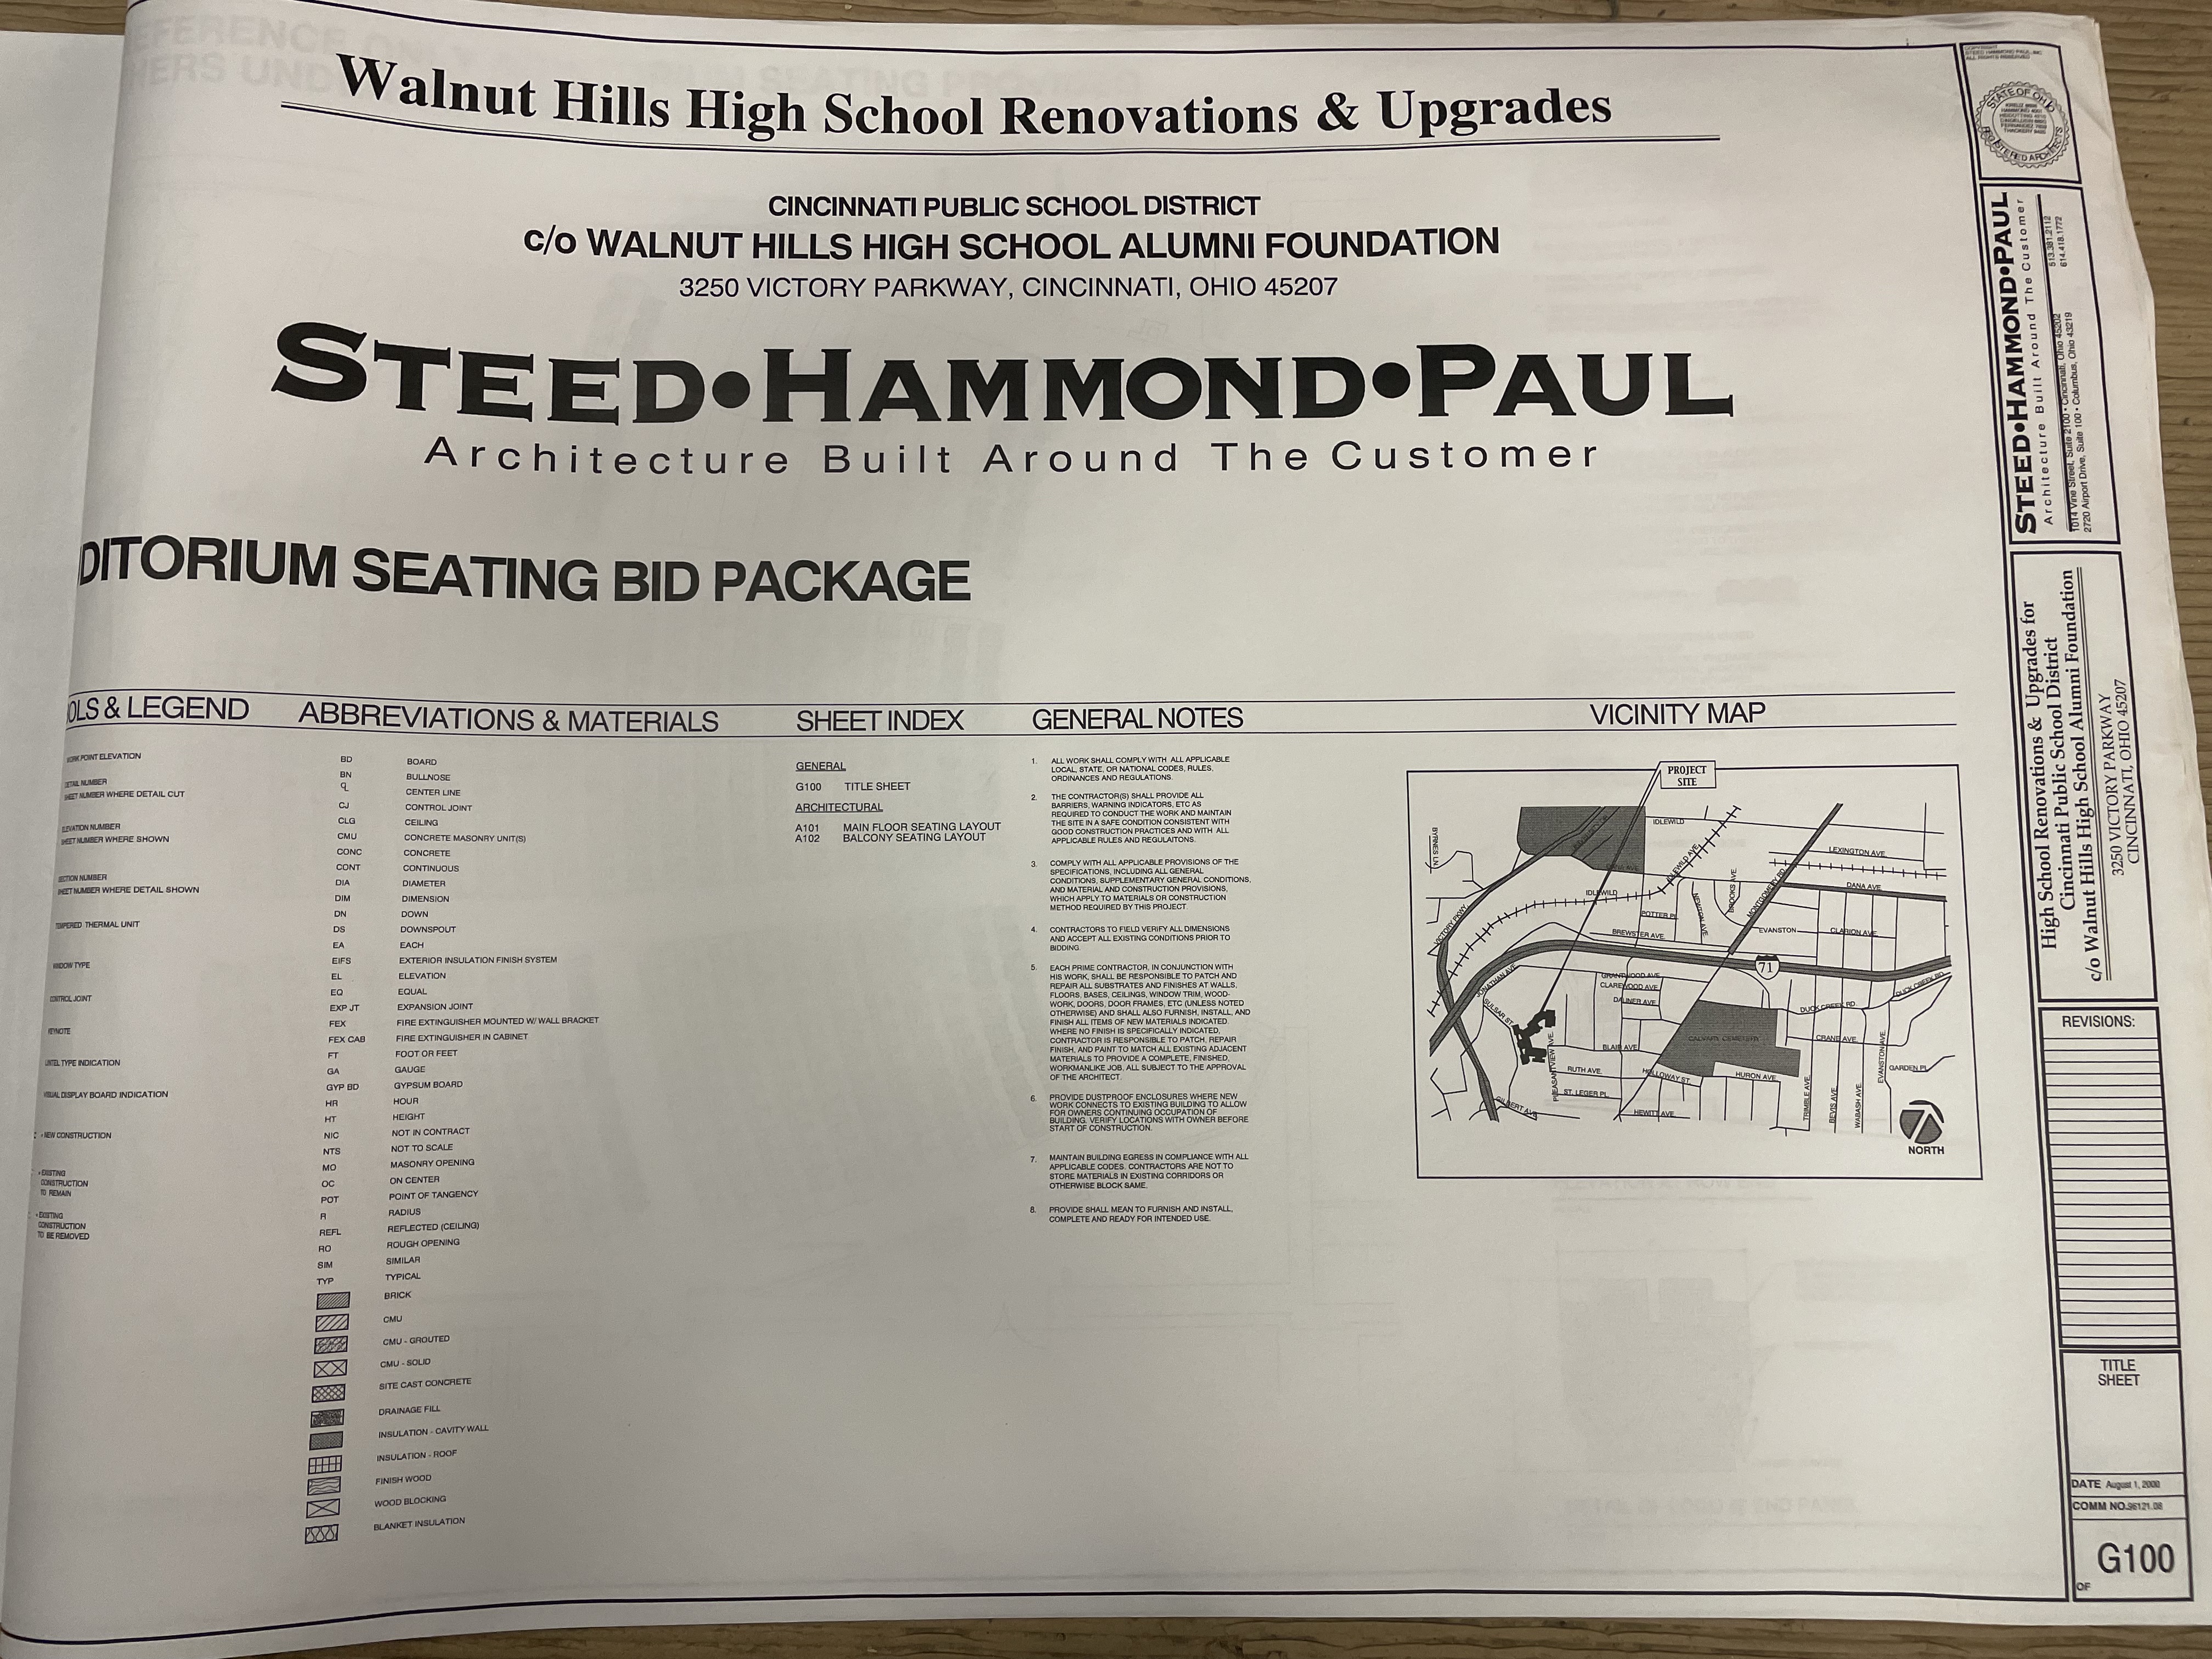 Walnut Hills High School Renovations & Upgrades
CINCINNATI PUBLIC SCHOOL DISTRICT
c/o WALNUT HILLS HIGH SCHOOL ALUMNI FOUNDATION
3250 VICTORY PARKWAY, CINCINNATI, OHIO 45207
STEED•HAMMOND•PAUL
Architecture Built Around The Customer
DITORIUM SEATING BID PACKAGE
OLS & LEGEND
WORK POINT ELEVATION
DETAIL NUMBER
SHEET NUMBER WHERE DETAIL CUT
ELEVATION NUMBER
SHEET NUMBER WHERE SHOWN
SECTION NUMBER
SHEET NUMBER WHERE DETAIL SHOWN
TEMPERED THERMAL UNIT
WINDOW TYPE
CONTROL JOINT
KEYNOTE
LINTEL TYPE INDICATION
VISUAL DISPLAY BOARD INDICATION
= NEW CONSTRUCTION
= EXISTING
CONSTRUCTION
TO REMAIN
= EXISTING
CONSTRUCTION
TO BE REMOVED
ABBREVIATIONS & MATERIALS
BD BOARD
BN BULLNOSE
℄ CENTER LINE
CJ CONTROL JOINT
CLG CEILING
CMU CONCRETE MASONRY UNIT(S)
CONC CONCRETE
CONT CONTINUOUS
DIA DIAMETER
DIM DIMENSION
DN DOWN
DS DOWNSPOUT
EA EACH
EIFS EXTERIOR INSULATION FINISH SYSTEM
EL ELEVATION
EQ EQUAL
EXP JT EXPANSION JOINT
FEX FIRE EXTINGUISHER MOUNTED W/ WALL BRACKET
FEX CAB FIRE EXTINGUISHER IN CABINET
FT FOOT OR FEET
GA GAUGE
GYP BD GYPSUM BOARD
HR HOUR
HT HEIGHT
NIC NOT IN CONTRACT
NTS NOT TO SCALE
MO MASONRY OPENING
OC ON CENTER
POT POINT OF TANGENCY
R RADIUS
REFL REFLECTED (CEILING)
RO ROUGH OPENING
SIM SIMILAR
TYP TYPICAL
BRICK
CMU
CMU - GROUTED
CMU - SOLID
SITE CAST CONCRETE
DRAINAGE FILL
INSULATION - CAVITY WALL
INSULATION - ROOF
FINISH WOOD
WOOD BLOCKING
BLANKET INSULATION
SHEET INDEX
GENERAL
G100 TITLE SHEET
ARCHITECTURAL
A101 MAIN FLOOR SEATING LAYOUT
A102 BALCONY SEATING LAYOUT
GENERAL NOTES
1. ALL WORK SHALL COMPLY WITH ALL APPLICABLE
LOCAL, STATE, OR NATIONAL CODES, RULES,
ORDINANCES AND REGULATIONS.
2. THE CONTRACTOR(S) SHALL PROVIDE ALL
BARRIERS, WARNING INDICATORS, ETC AS
REQUIRED TO CONDUCT THE WORK AND MAINTAIN
THE SITE IN A SAFE CONDITION CONSISTENT WITH
GOOD CONSTRUCTION PRACTICES AND WITH ALL
APPLICABLE RULES AND REGULAITONS.
3. COMPLY WITH ALL APPLICABLE PROVISIONS OF THE
SPECIFICATIONS, INCLUDING ALL GENERAL
CONDITIONS, SUPPLEMENTARY GENERAL CONDITIONS,
AND MATERIAL AND CONSTRUCTION PROVISIONS,
WHICH APPLY TO MATERIALS OR CONSTRUCTION
METHOD REQUIRED BY THIS PROJECT.
4. CONTRACTORS TO FIELD VERIFY ALL DIMENSIONS
AND ACCEPT ALL EXISTING CONDITIONS PRIOR TO
BIDDING.
5. EACH PRIME CONTRACTOR, IN CONJUNCTION WITH
HIS WORK, SHALL BE RESPONSIBLE TO PATCH AND
REPAIR ALL SUBSTRATES AND FINISHES AT WALLS,
FLOORS, BASES, CEILINGS, WINDOW TRIM, WOOD-
WORK, DOORS, DOOR FRAMES, ETC (UNLESS NOTED
OTHERWISE) AND SHALL ALSO FURNISH, INSTALL, AND
FINISH ALL ITEMS OF NEW MATERIALS INDICATED.
WHERE NO FINISH IS SPECIFICALLY INDICATED,
CONTRACTOR IS RESPONSIBLE TO PATCH, REPAIR
FINISH, AND PAINT TO MATCH ALL EXISTING ADJACENT
MATERIALS TO PROVIDE A COMPLETE, FINISHED,
WORKMANLIKE JOB, ALL SUBJECT TO THE APPROVAL
OF THE ARCHITECT.
6. PROVIDE DUSTPROOF ENCLOSURES WHERE NEW
WORK CONNECTS TO EXISTING BUILDING TO ALLOW
FOR OWNERS CONTINUING OCCUPATION OF
BUILDING. VERIFY LOCATIONS WITH OWNER BEFORE
START OF CONSTRUCTION.
7. MAINTAIN BUILDING EGRESS IN COMPLIANCE WITH ALL
APPLICABLE CODES. CONTRACTORS ARE NOT TO
STORE MATERIALS IN EXISTING CORRIDORS OR
OTHERWISE BLOCK SAME.
8. PROVIDE SHALL MEAN TO FURNISH AND INSTALL,
COMPLETE AND READY FOR INTENDED USE.
VICINITY MAP
PROJECT
SITE
BYRNES LN
IDLEWILD
LEXINGTON AVE
DANA AVE
IDLEWILD AVE
IDLEWILD
BROOKS AVE
MONTGOMERY RD
POTTER PL
NEWTON AVE
VICTORY PKWY
BREWSTER AVE
EVANSTON
CLARION AVE
71
JONATHAN AVE
GRANTWOOD AVE
CLAREWOOD AVE
DAUNER AVE
DUCK CREEK RD
DUCK CREEK RD.
SULSAR ST
CALVARY CEMETERY
CRANE AVE
BLAIR AVE
PLEASANTVIEW AVE
RUTH AVE
HOLLOWAY ST
HURON AVE
EVANSTON AVE
GARDEN PL
ST. LEGER PL
GILBERT AVE
HEWITT AVE
TRIMBLE AVE
BEVIS AVE
WABASH AVE
NORTH
COPYRIGHT
STEED HAMMOND PAUL INC
ALL RIGHTS RESERVED
STATE OF OHIO
REGISTERED ARCHITECTS
STEED•HAMMOND•PAUL
Architecture Built Around The Customer
1014 Vine Street, Suite 2100 • Cincinnati, Ohio 45202 513.381.2112
2720 Airport Drive, Suite 100 • Columbus, Ohio 43219 614.418.1772
High School Renovations & Upgrades for
Cincinnati Public School District
c/o Walnut Hills High School Alumni Foundation
3250 VICTORY PARKWAY
CINCINNATI, OHIO 45207
REVISIONS:
TITLE
SHEET
DATE August 1, 2000
COMM NO. 96121.08
G100
OF